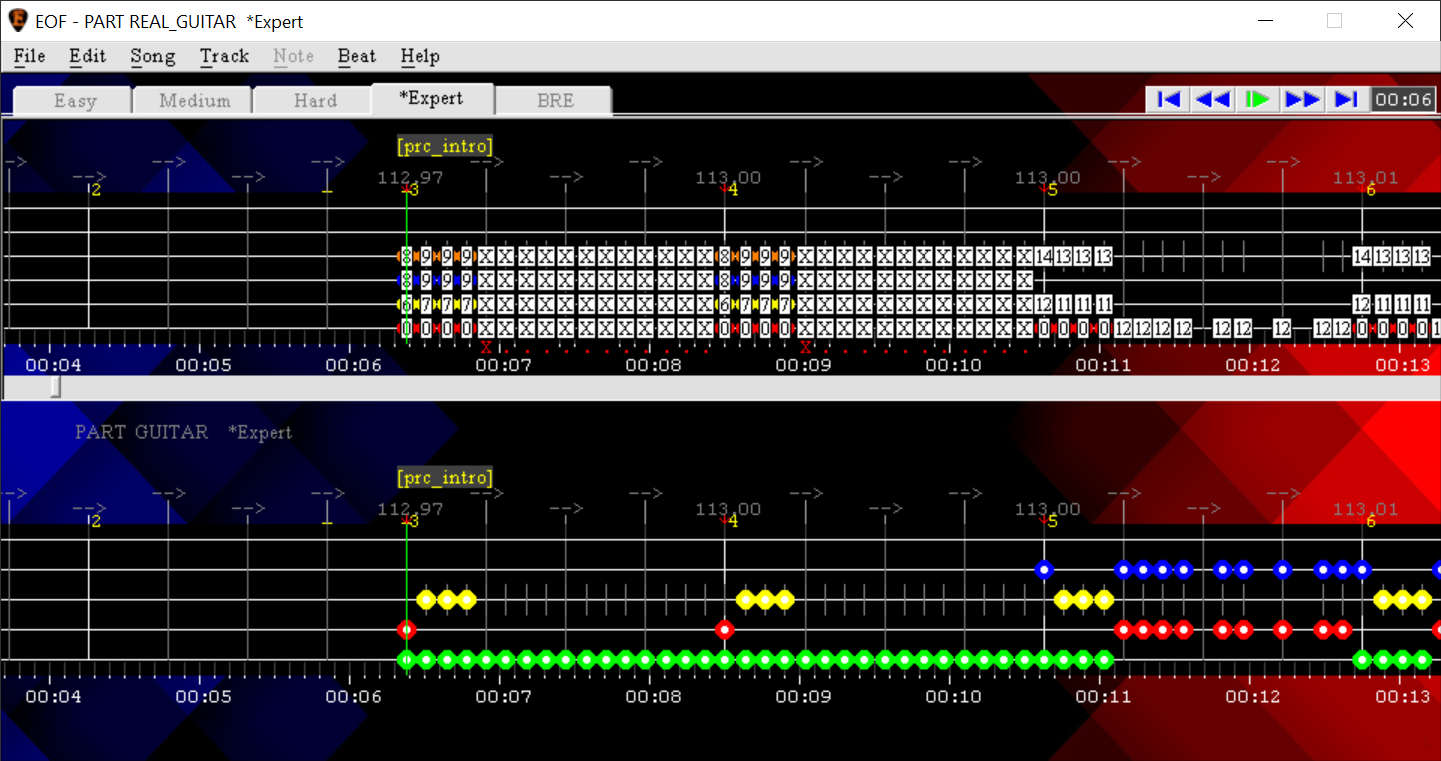 EOF - PART REAL_GUITAR *Expert
File Edit Song Track Note Beat Help
Easy Medium Hard *Expert BRE 00:06
[prc_intro]
--> --> --> --> --> --> --> --> --> --> --> --> --> -->
112.97 113.00 113.00 113.01
2 3 4 5 6
8 9 9 9 X X X X X X X X X X X X 8 9 9 9 X X X X X X X X X X X X 14 13 13 13 14 13 13 13
8 9 9 9 X X X X X X X X X X X X 8 9 9 9 X X X X X X X X X X X X
6 7 7 7 X X X X X X X X X X X X 6 7 7 7 X X X X X X X X X X X X 12 11 11 11 12 11 11 11
0 0 0 0 X X X X X X X X X X X X 0 0 0 0 X X X X X X X X X X X X 0 0 0 0 12 12 12 12 12 12 12 12 12 0 0 0 0
X X
00:04 00:05 00:06 00:07 00:08 00:09 00:10 00:11 00:12 00:13
PART GUITAR *Expert
[prc_intro]
--> --> --> --> --> --> --> --> --> --> --> --> --> -->
112.97 113.00 113.00 113.01
2 3 4 5 6
00:04 00:05 00:06 00:07 00:08 00:09 00:10 00:11 00:12 00:13